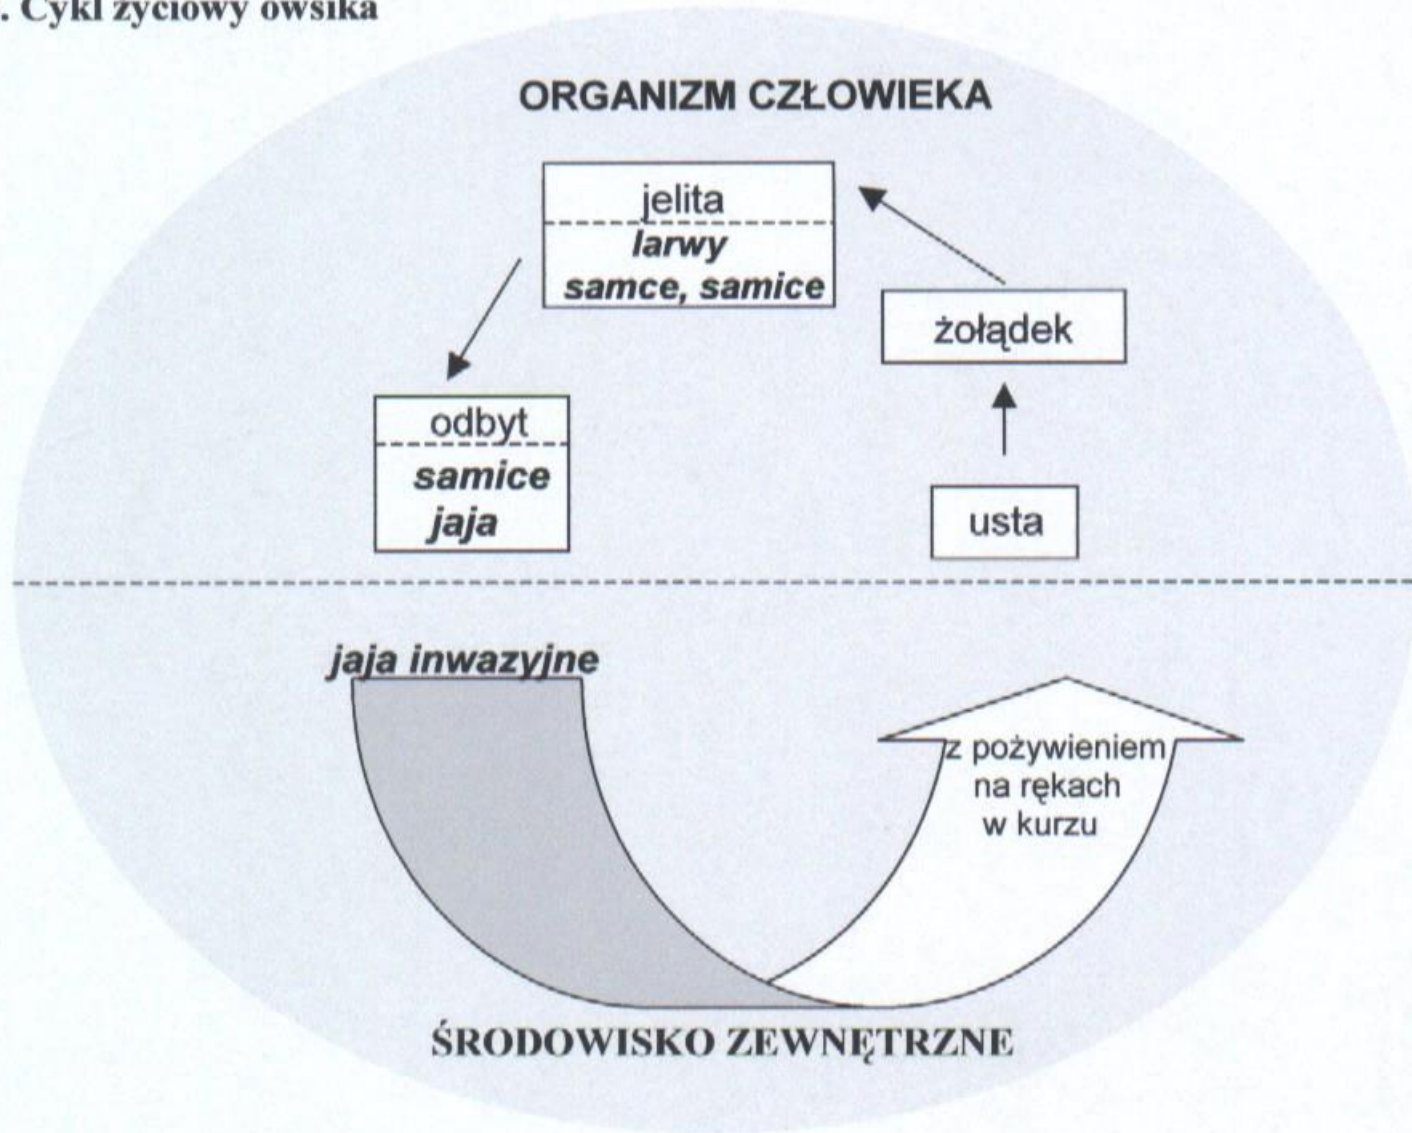 . Cykl życiowy owsika
ORGANIZM CZŁOWIEKA
jelita
larwy
samce, samice
żołądek
odbyt
samice
jaja
usta
jaja inwazyjne
z pożywieniem
na rękach
w kurzu
ŚRODOWISKO ZEWNĘTRZNE